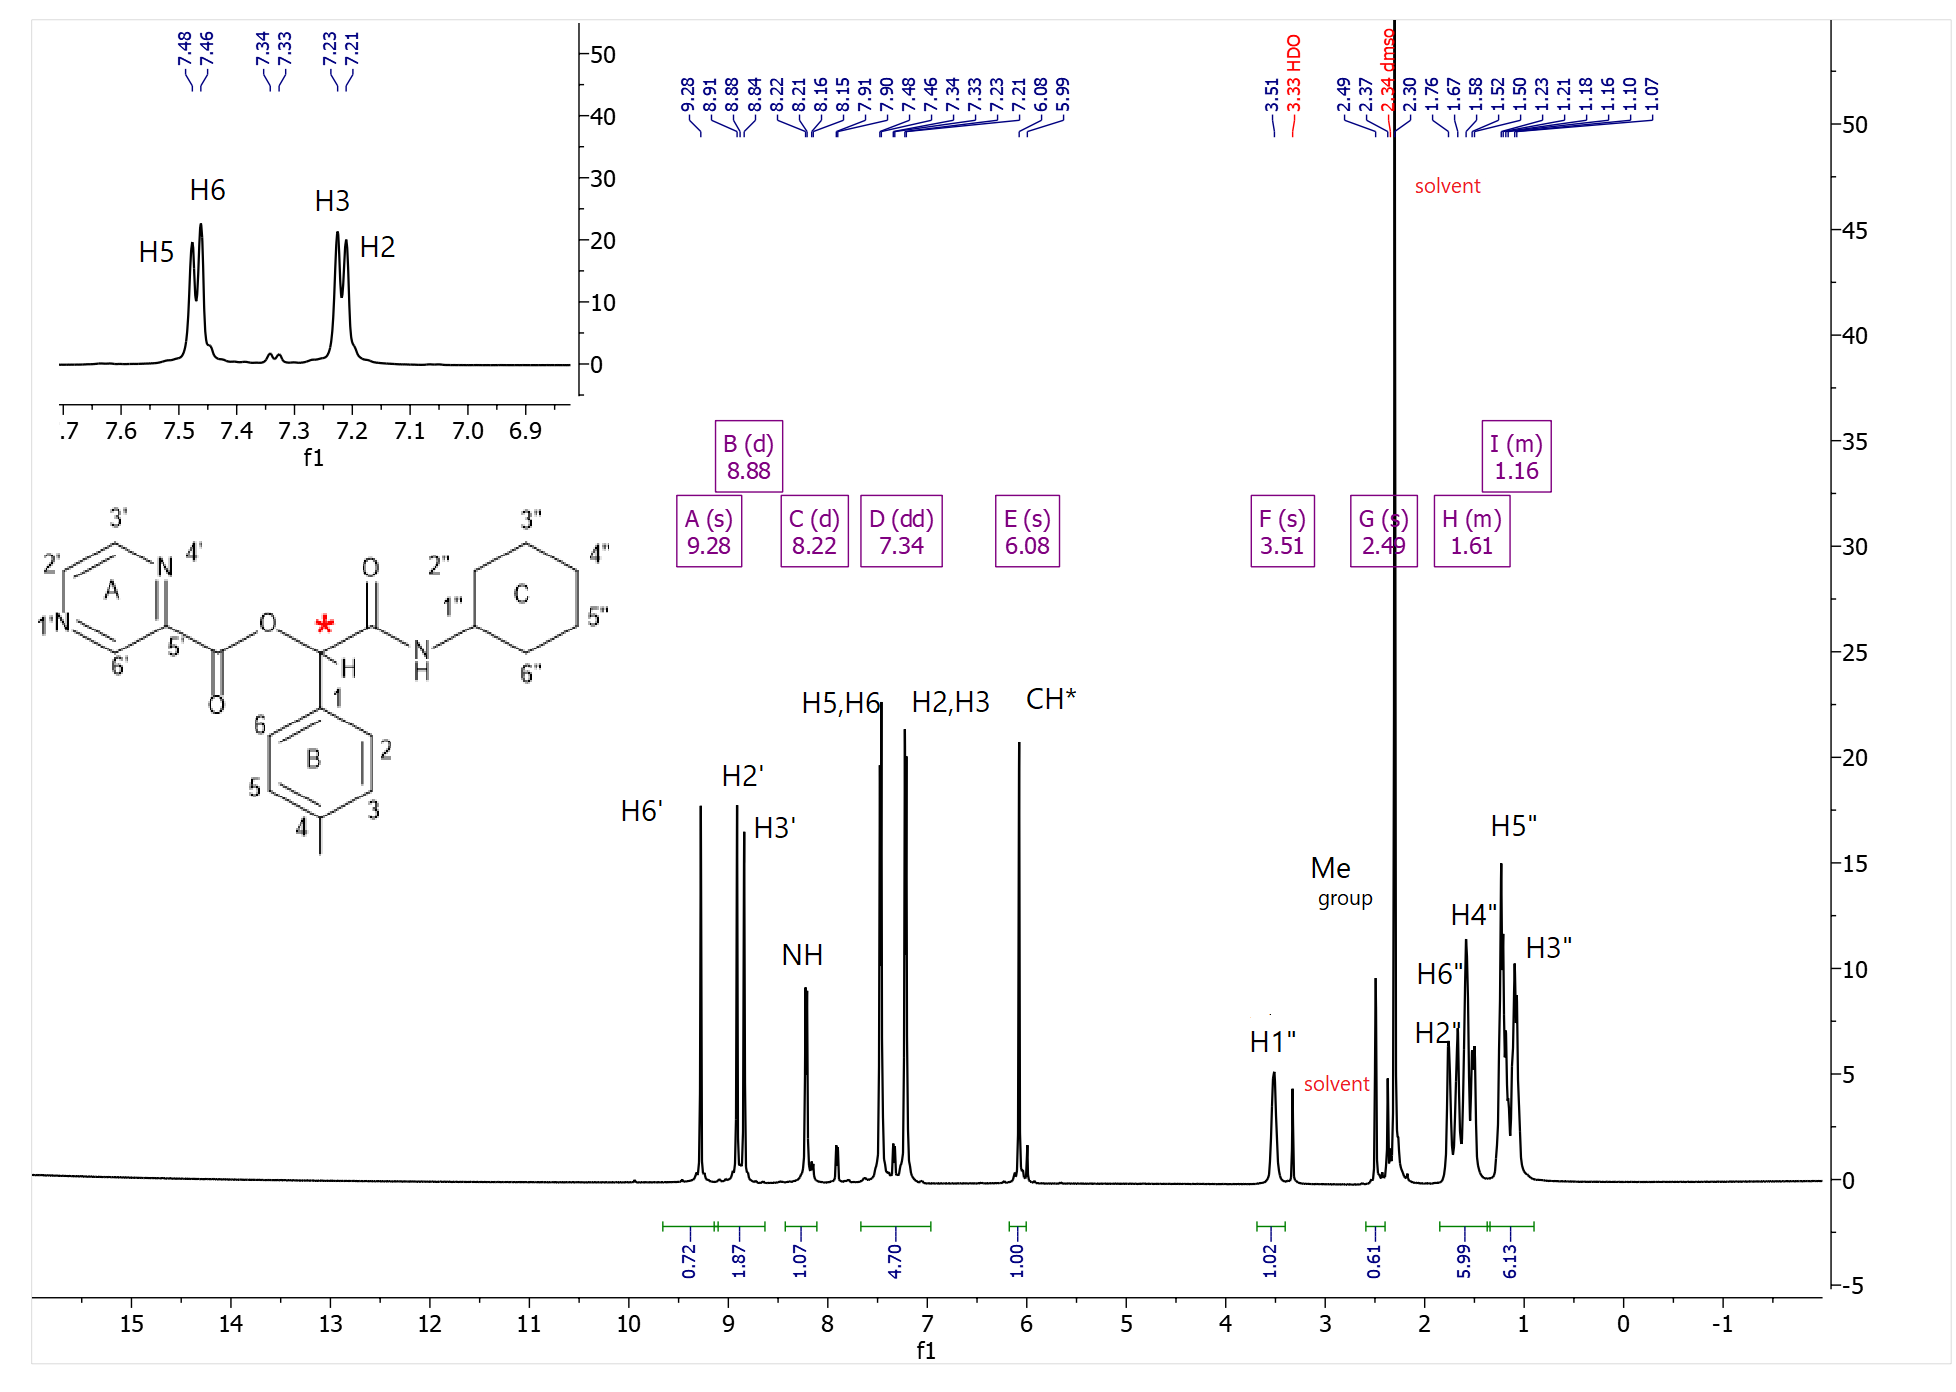 7.48
7.46
7.34
7.33
7.23
7.21
50
40
30
20
10
0
H6
H5
H3
H2
.7 7.6 7.5 7.4 7.3 7.2 7.1 7.0 6.9
f1
9.28
8.91
8.88
8.84
8.22
8.21
8.16
8.15
7.91
7.90
7.48
7.46
7.34
7.33
7.23
7.21
6.08
5.99
3.51
3.33 HDO
2.49
2.37
2.34 dmso
2.30
1.76
1.67
1.58
1.52
1.50
1.23
1.21
1.18
1.16
1.10
1.07
solvent
B (d)
8.88
I (m)
1.16
A (s)
9.28
C (d)
8.22
D (dd)
7.34
E (s)
6.08
F (s)
3.51
G (s)
2.49
H (m)
1.61
3'
2'
N
4'
A
1'
N
6'
5'
O
O
*
H
O
N
H
1"
2"
3"
4"
5"
6"
C
1
2
3
4
5
6
B
H6'
H2'
H3'
NH
H5,H6
H2,H3
CH*
H1"
solvent
Me
group
H2"
H6"
H4"
H5"
H3"
50
45
40
35
30
25
20
15
10
5
0
-5
0.72
1.87
1.07
4.70
1.00
1.02
0.61
5.99
6.13
15 14 13 12 11 10 9 8 7 6 5 4 3 2 1 0 -1
f1